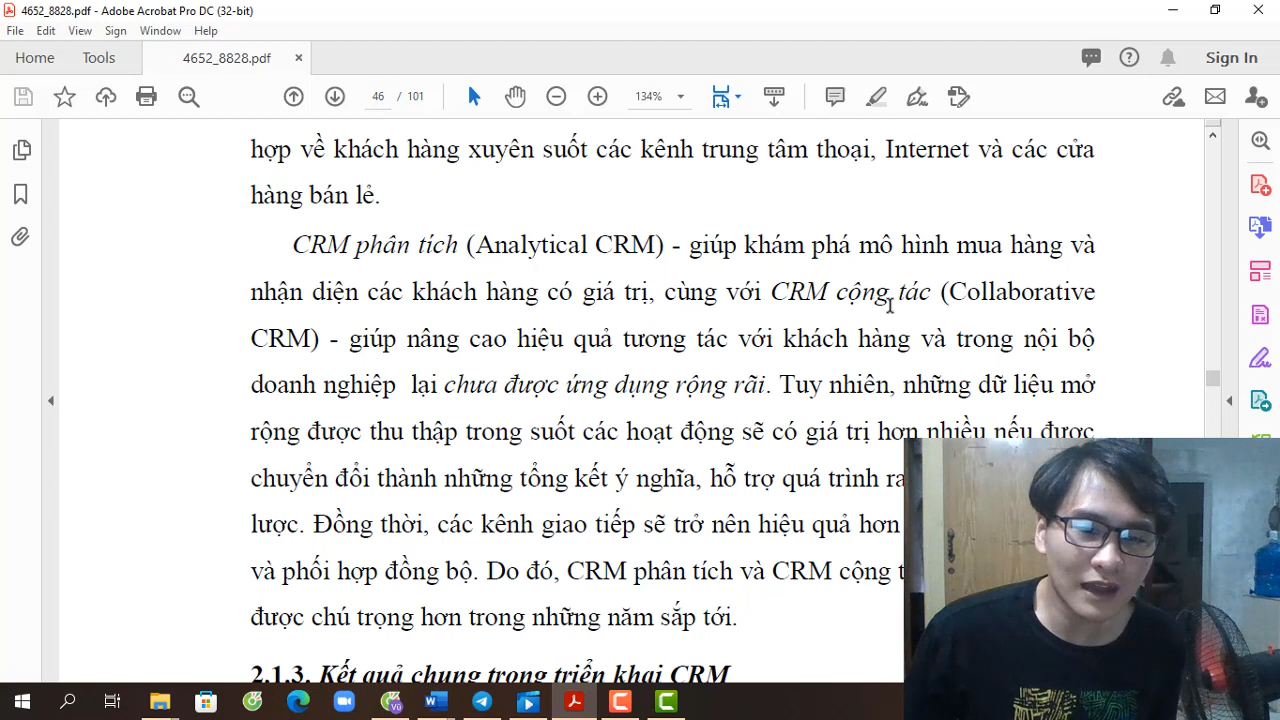 4652_8828.pdf - Adobe Acrobat Pro DC (32-bit)
File Edit View Sign Window Help
Home Tools 4652_8828.pdf Sign In
46 / 101 134%
hợp về khách hàng xuyên suốt các kênh trung tâm thoại, Internet và các cửa
hàng bán lẻ.
CRM phân tích (Analytical CRM) - giúp khám phá mô hình mua hàng và
nhận diện các khách hàng có giá trị, cùng với CRM cộng tác (Collaborative
CRM) - giúp nâng cao hiệu quả tương tác với khách hàng và trong nội bộ
doanh nghiệp lại chưa được ứng dụng rộng rãi. Tuy nhiên, những dữ liệu mở
rộng được thu thập trong suốt các hoạt động sẽ có giá trị hơn nhiều nếu được
chuyển đổi thành những tổng kết ý nghĩa, hỗ trợ quá trình ra
lược. Đồng thời, các kênh giao tiếp sẽ trở nên hiệu quả hơn
và phối hợp đồng bộ. Do đó, CRM phân tích và CRM cộng
được chú trọng hơn trong những năm sắp tới.
2.1.3. Kết quả chung trong triển khai CRM